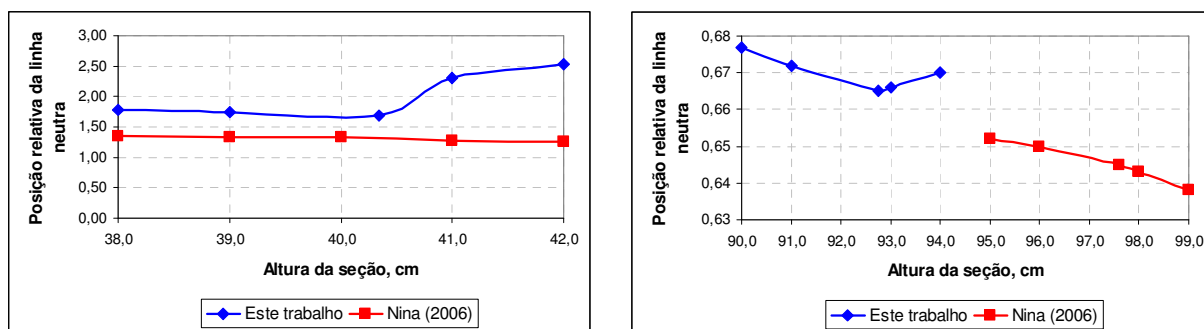 Posição relativa da linha
neutra
3,00
2,50
2,00
1,50
1,00
0,50
0,00
38,0 39,0 40,0 41,0 42,0
Altura da seção, cm
Este trabalho Nina (2006)
Posição relativa da linha
neutra
0,68
0,67
0,66
0,65
0,64
0,63
90,0 91,0 92,0 93,0 94,0 95,0 96,0 97,0 98,0 99,0
Altura da seção, cm
Este trabalho Nina (2006)